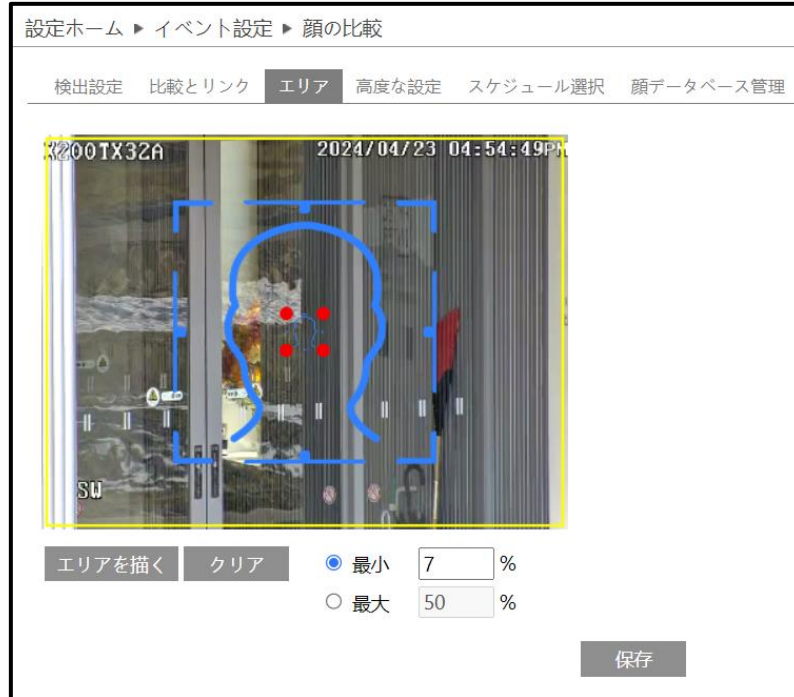 設定ホーム ▶ イベント設定 ▶ 顔の比較
検出設定 比較とリンク エリア 高度な設定 スケジュール選択 顔データベース管理
X200TX32A 2024/04/23 04:54:49PM
SW
エリアを描く クリア 最小 7 %
最大 50 %
保存